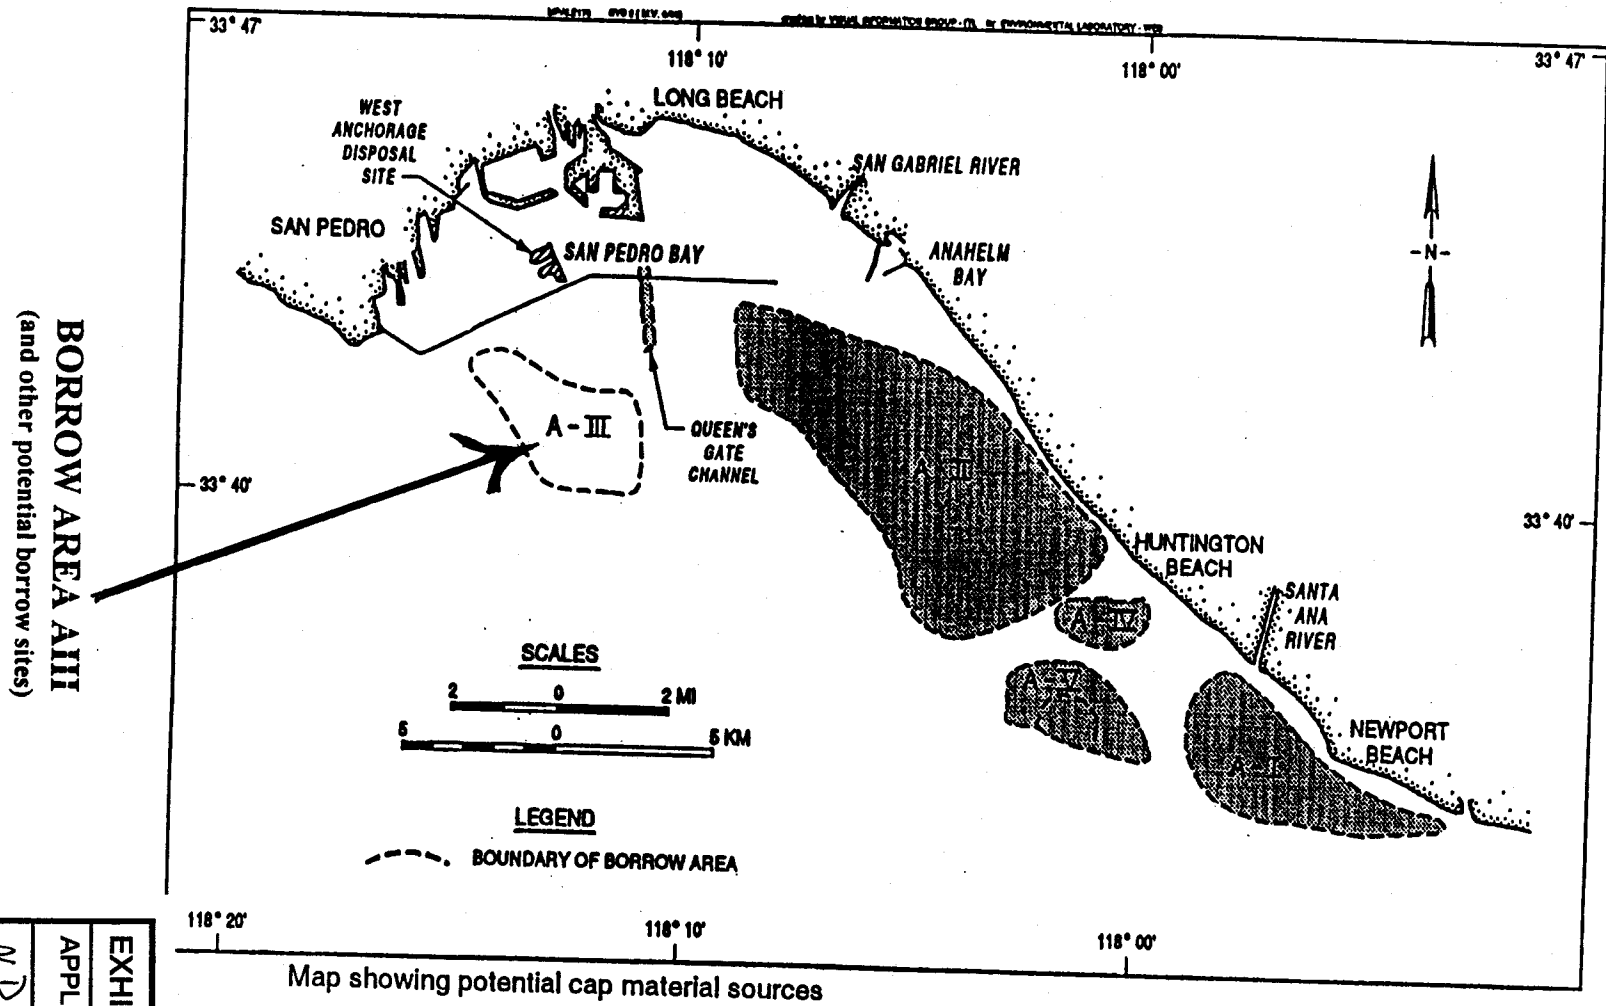 33° 47'
118° 10'
118° 00'
33° 47'
LONG BEACH
WEST
ANCHORAGE
DISPOSAL
SITE
SAN GABRIEL RIVER
SAN PEDRO
SAN PEDRO BAY
ANAHELM
BAY
-N-
A-III
QUEEN'S
GATE
CHANNEL
A-II
33° 40'
33° 40'
HUNTINGTON
BEACH
SANTA
ANA
RIVER
A-IV
A-V
A-I
NEWPORT
BEACH
SCALES
2 0 2 MI
5 0 5 KM
LEGEND
BOUNDARY OF BORROW AREA
118° 20'
118° 10'
118° 00'
Map showing potential cap material sources
BORROW AREA AIII
(and other potential borrow sites)
EXHI
APPL